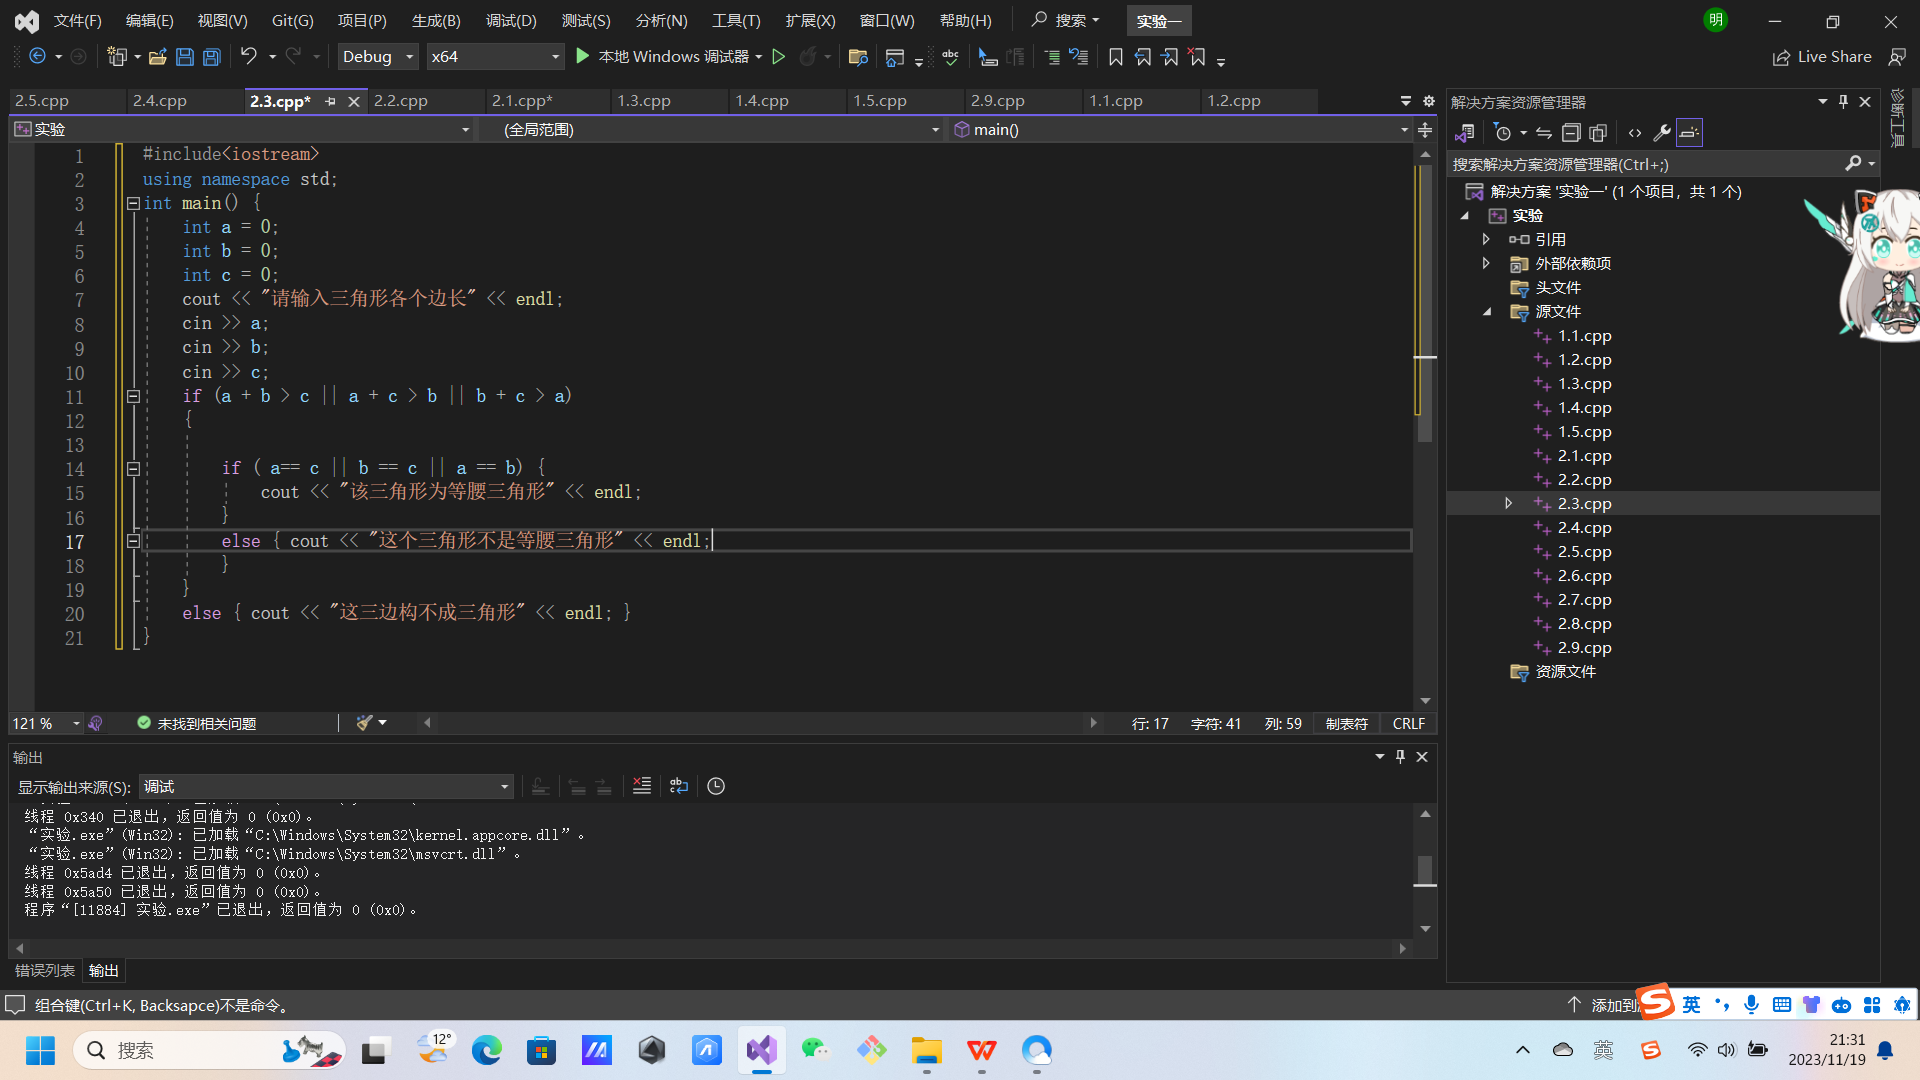 文件(F) 编辑(E) 视图(V) Git(G) 项目(P) 生成(B) 调试(D) 测试(S) 分析(N) 工具(T) 扩展(X) 窗口(W) 帮助(H) 搜索 实验一 明
Debug x64 本地 Windows 调试器 Live Share
2.5.cpp 2.4.cpp 2.3.cpp* 2.2.cpp 2.1.cpp* 1.3.cpp 1.4.cpp 1.5.cpp 2.9.cpp 1.1.cpp 1.2.cpp
实验 (全局范围) main()
1 #include<iostream>
2 using namespace std;
3 int main() {
4 int a = 0;
5 int b = 0;
6 int c = 0;
7 cout << "请输入三角形各个边长" << endl;
8 cin >> a;
9 cin >> b;
10 cin >> c;
11 if (a + b > c || a + c > b || b + c > a)
12 {
13
14 if ( a== c || b == c || a == b) {
15 cout << "该三角形为等腰三角形" << endl;
16 }
17 else { cout << "这个三角形不是等腰三角形" << endl;
18 }
19 }
20 else { cout << "这三边构不成三角形" << endl; }
21 }
121 % 未找到相关问题 行: 17 字符: 41 列: 59 制表符 CRLF
输出
显示输出来源(S): 调试
线程 0x340 已退出，返回值为 0 (0x0)。
“实验.exe”(Win32): 已加载“C:\Windows\System32\kernel.appcore.dll”。
“实验.exe”(Win32): 已加载“C:\Windows\System32\msvcrt.dll”。
线程 0x5ad4 已退出，返回值为 0 (0x0)。
线程 0x5a50 已退出，返回值为 0 (0x0)。
程序“[11884] 实验.exe”已退出，返回值为 0 (0x0)。
错误列表 输出
解决方案资源管理器
搜索解决方案资源管理器(Ctrl+;)
解决方案 '实验一' (1 个项目，共 1 个)
实验
引用
外部依赖项
头文件
源文件
1.1.cpp
1.2.cpp
1.3.cpp
1.4.cpp
1.5.cpp
2.1.cpp
2.2.cpp
2.3.cpp
2.4.cpp
2.5.cpp
2.6.cpp
2.7.cpp
2.8.cpp
2.9.cpp
资源文件
诊断工具
组合键(Ctrl+K, Backsapce)不是命令。 添加到 英
搜索 12° 英 21:31
2023/11/19